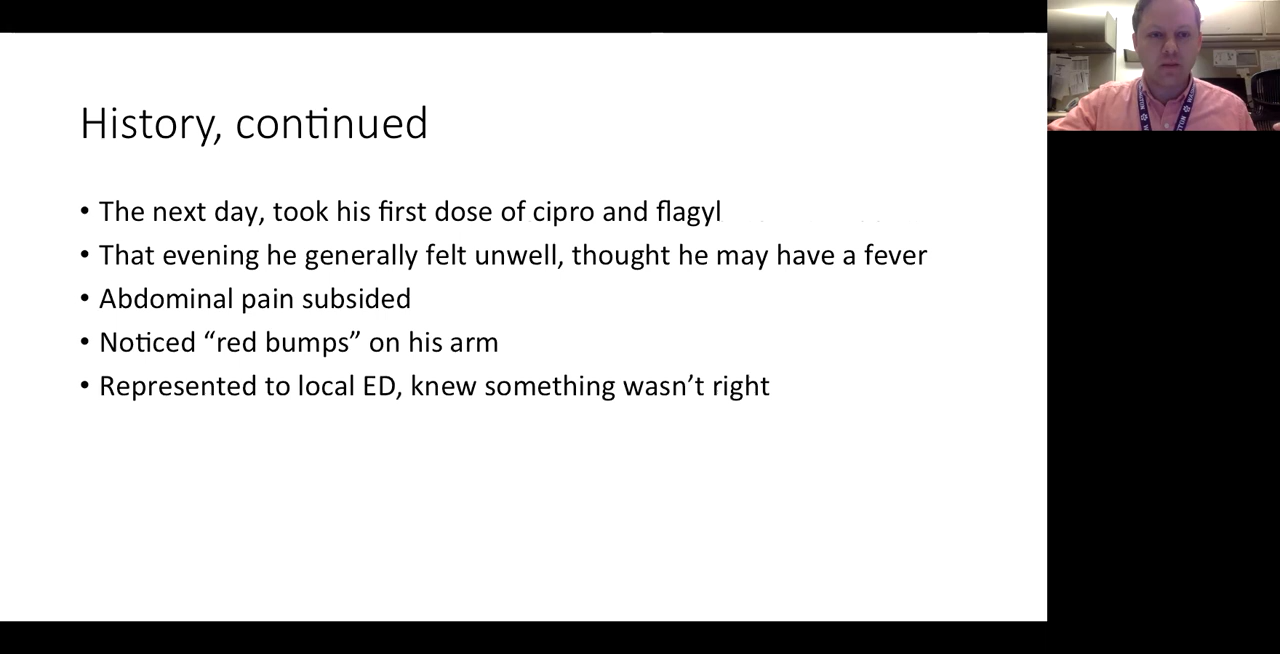 History, continued
• The next day, took his first dose of cipro and flagyl
• That evening he generally felt unwell, thought he may have a fever
• Abdominal pain subsided
• Noticed “red bumps” on his arm
• Represented to local ED, knew something wasn’t right